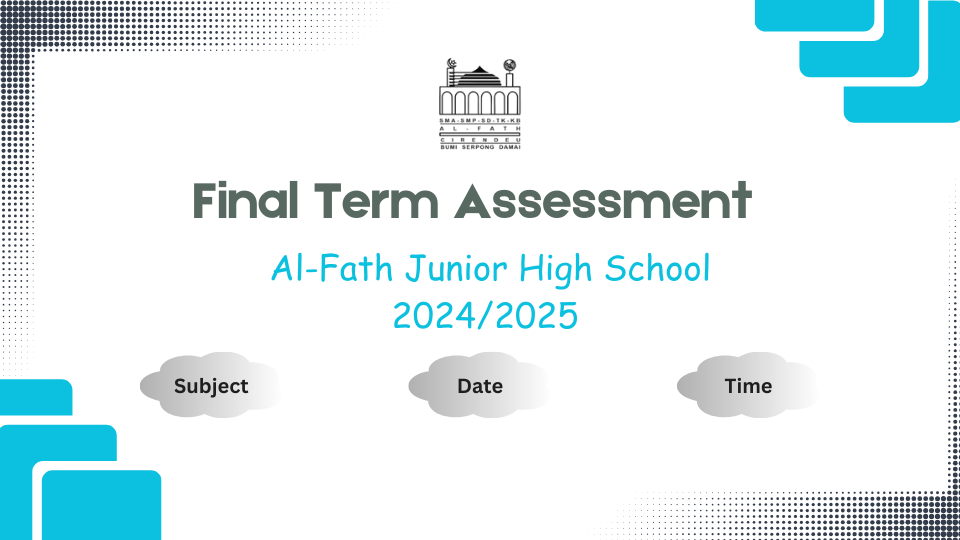 SMA-SMP-SD-TK-KB
AL-FATH
CIRENDEU
BUMI SERPONG DAMAI
Final Term Assessment
Al-Fath Junior High School
2024/2025
Subject
Date
Time